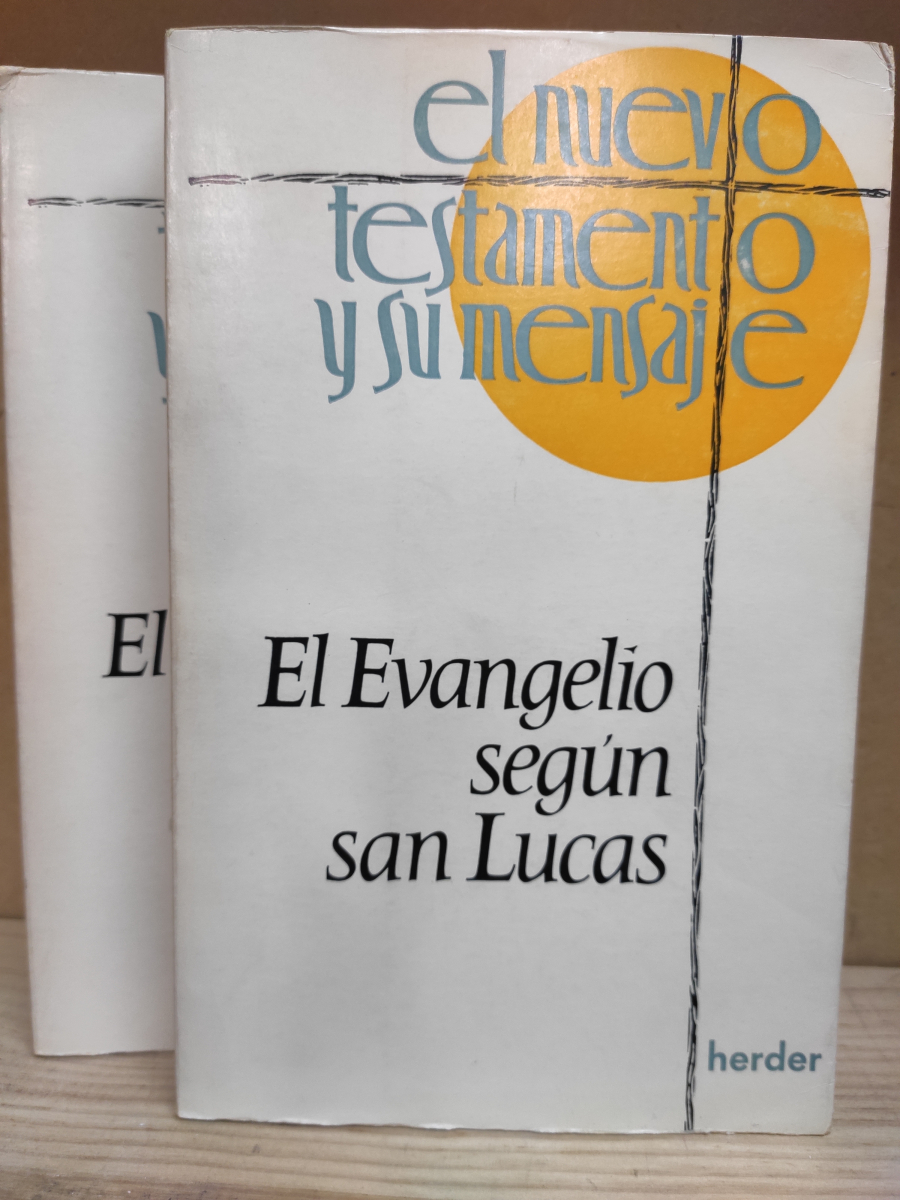 el nuevo
testamento
y su mensaje
El Evangelio
según
san Lucas
herder
El